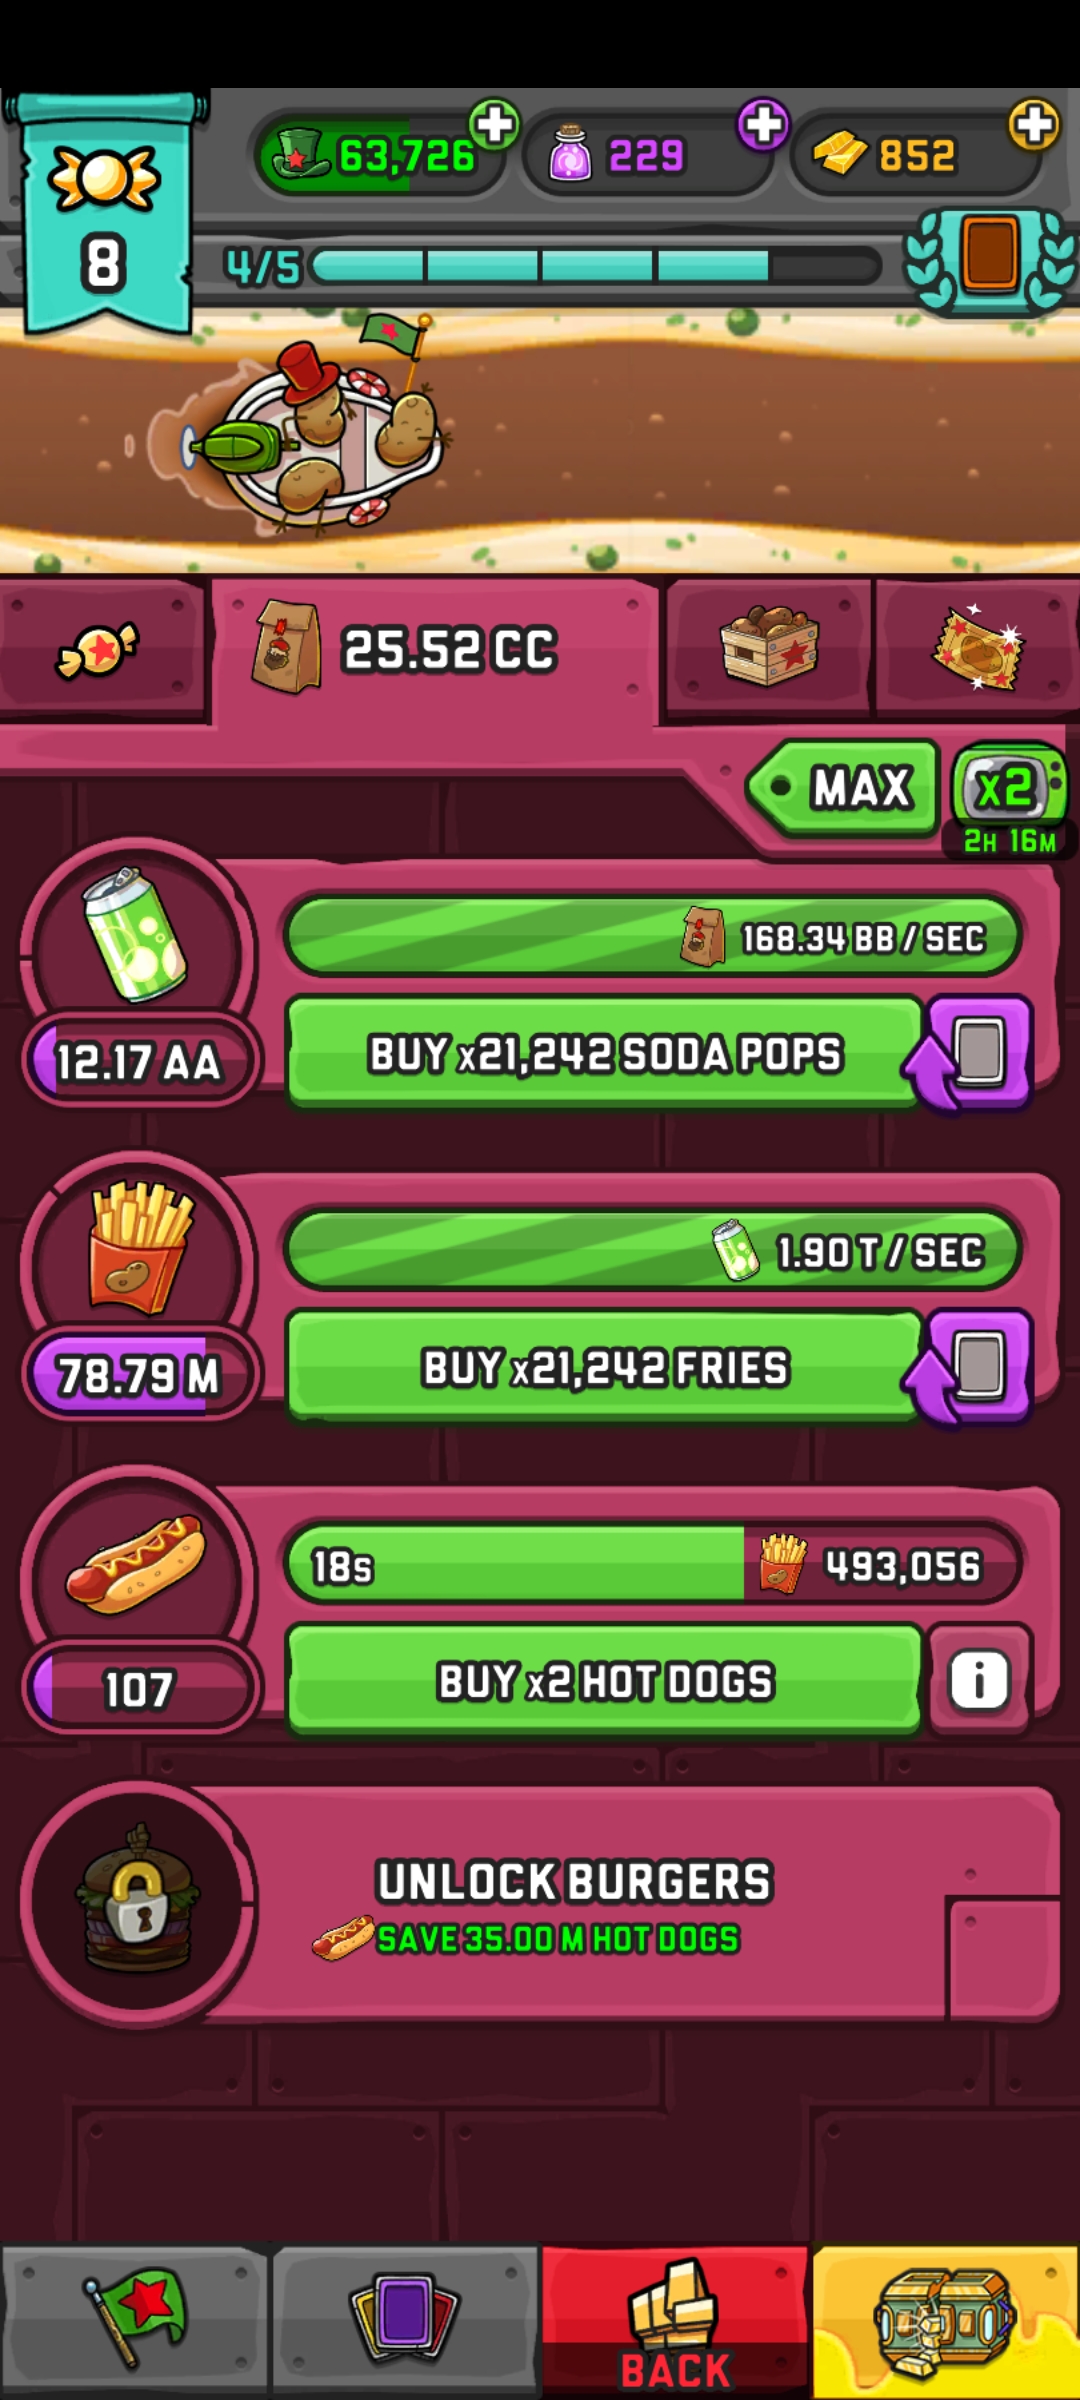 63,726
229
852
8
4/5
25.52 CC
MAX
x2
2H 16M
168.34 BB / SEC
12.17 AA
BUY x21,242 SODA POPS
1.90 T / SEC
78.79 M
BUY x21,242 FRIES
18s
493,056
107
BUY x2 HOT DOGS
i
UNLOCK BURGERS
SAVE 35.00 M HOT DOGS
BACK